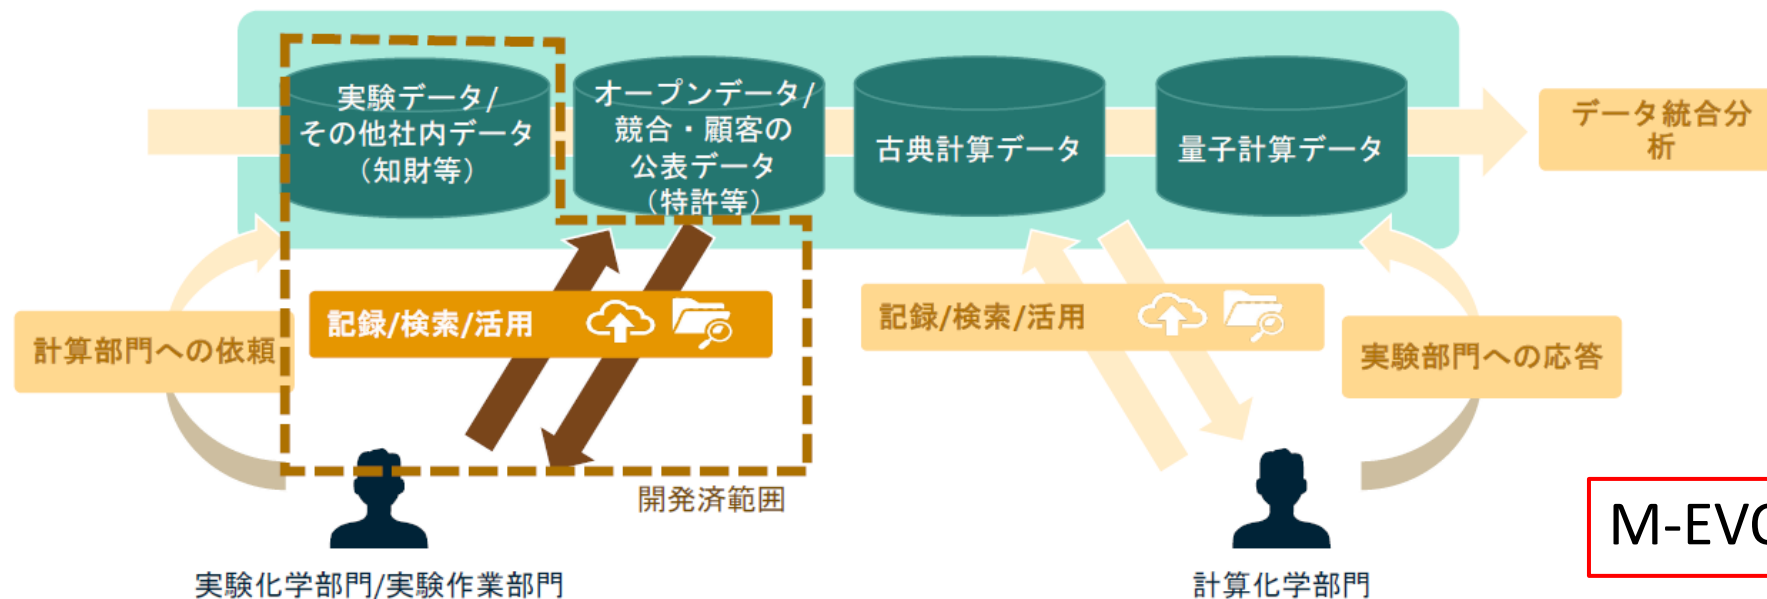 実験データ/
その他社内データ
（知財等）
オープンデータ/
競合・顧客の
公表データ
（特許等）
古典計算データ
量子計算データ
データ統合分
析
計算部門への依頼
記録/検索/活用
記録/検索/活用
実験部門への応答
開発済範囲
実験化学部門/実験作業部門
計算化学部門